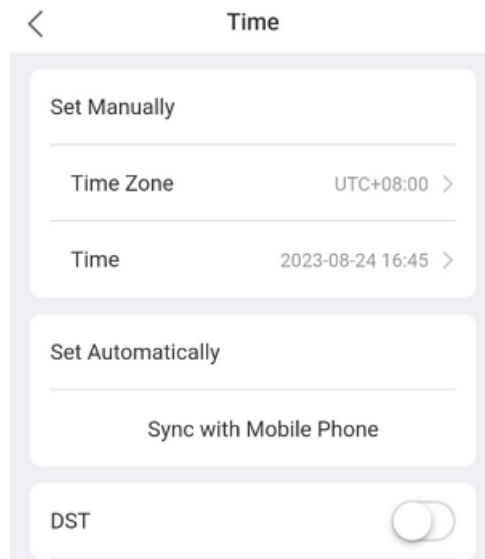 Time
Set Manually
Time Zone UTC+08:00
Time 2023-08-24 16:45
Set Automatically
Sync with Mobile Phone
DST